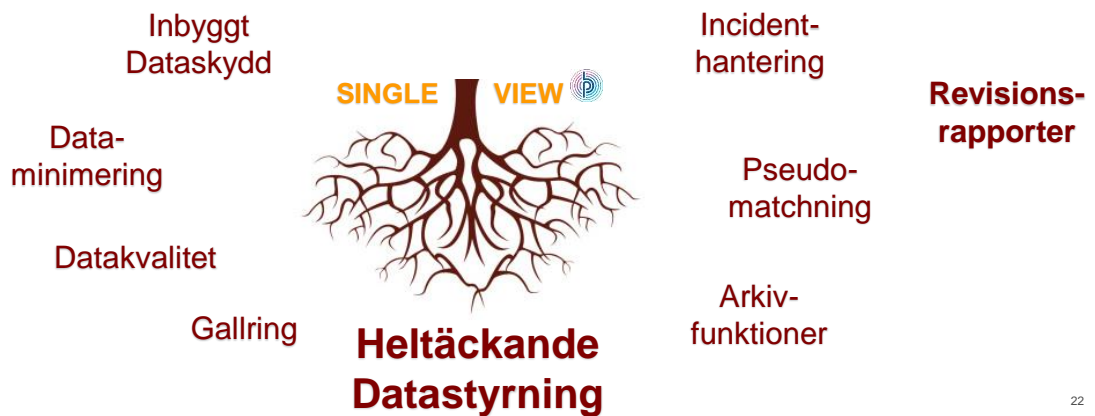 Inbyggt
Dataskydd
Incident-
hantering
SINGLE VIEW
Revisions-
rapporter
Data-
minimering
Pseudo-
matchning
Datakvalitet
Arkiv-
funktioner
Gallring
Heltäckande
Datastyrning
22